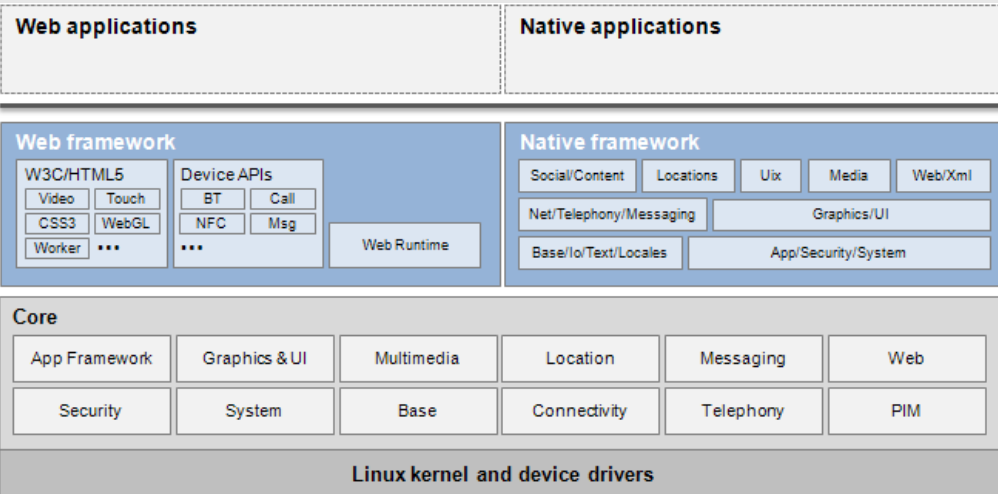 Web applications
Native applications
Web framework
W3C/HTML5
Video
Touch
CSS3
WebGL
Worker
•••
Device APIs
BT
Call
NFC
Msg
•••
Web Runtime
Native framework
Social/Content
Locations
Uix
Media
Web/Xml
Net/Telephony/Messaging
Graphics/UI
Base/Io/Text/Locales
App/Security/System
Core
App Framework
Graphics & UI
Multimedia
Location
Messaging
Web
Security
System
Base
Connectivity
Telephony
PIM
Linux kernel and device drivers